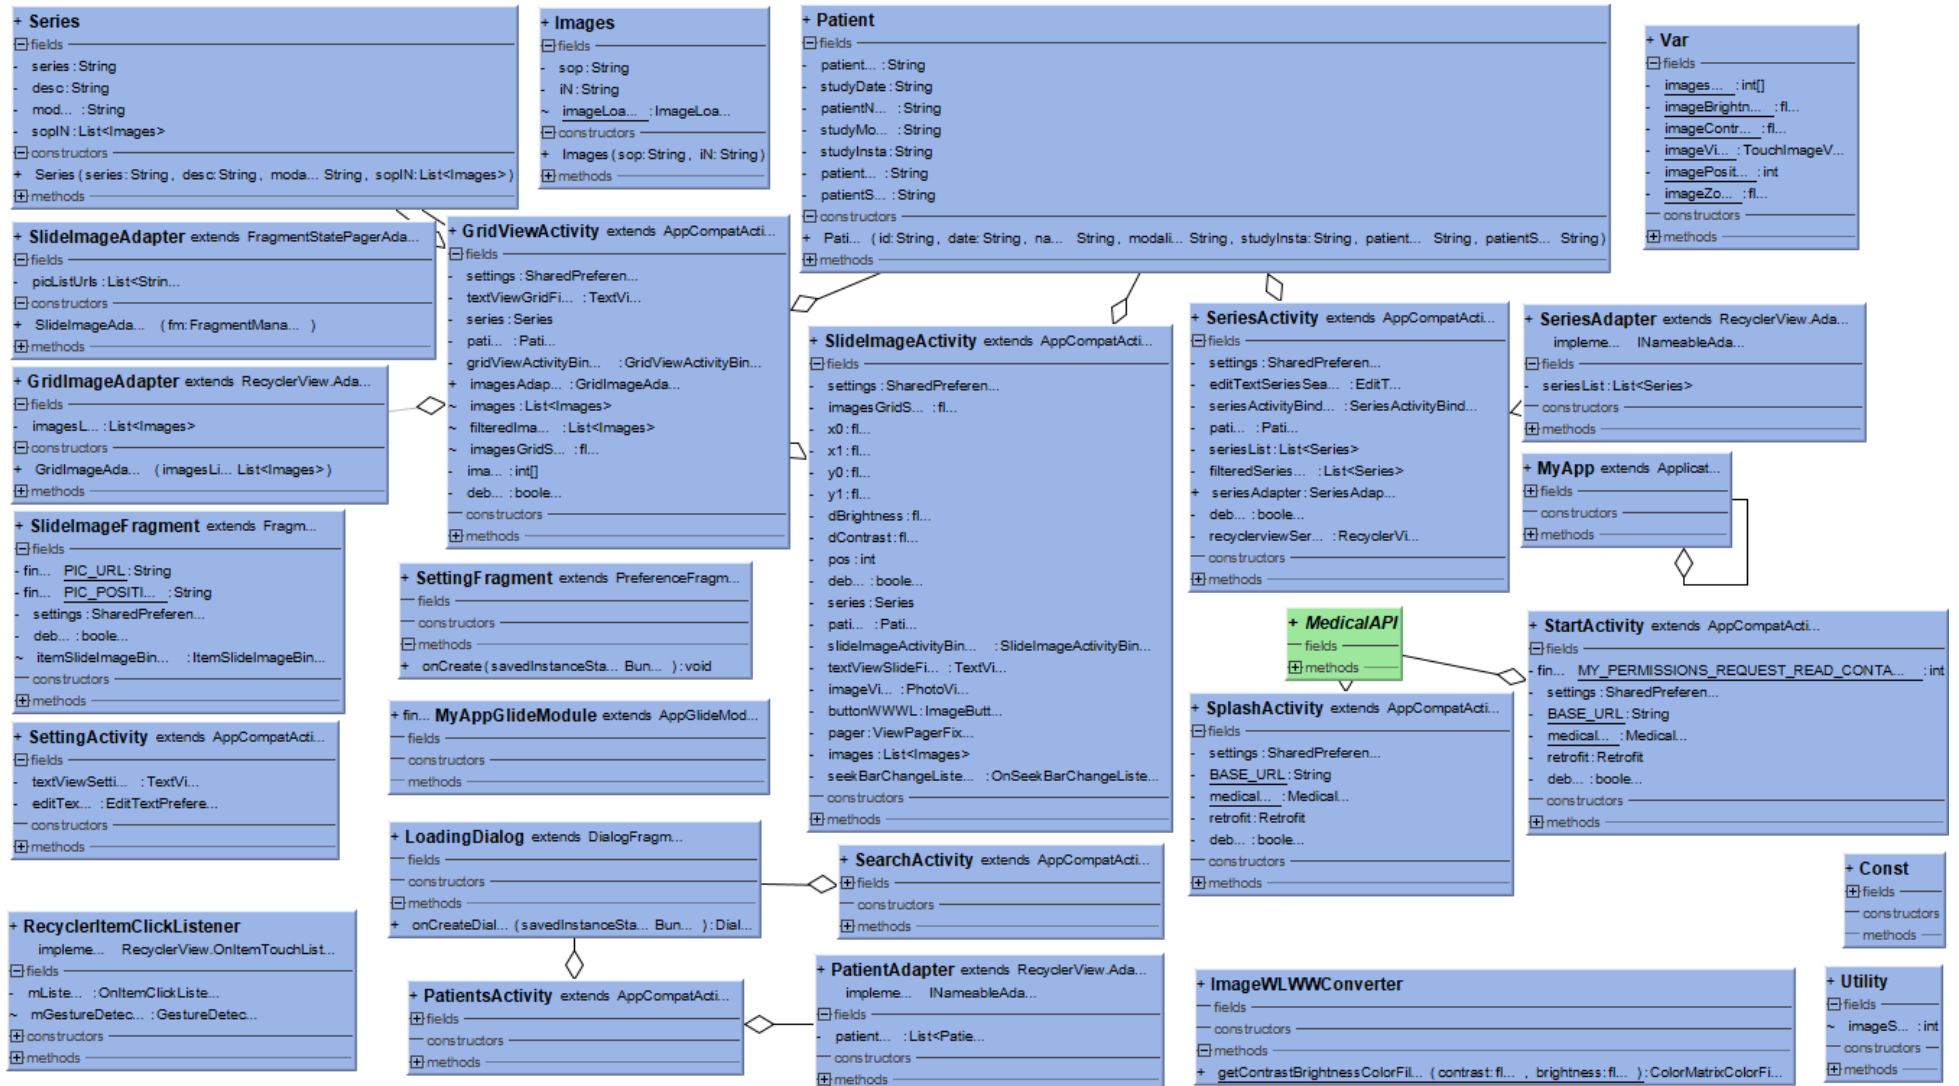 + Series
fields
- series : String
- desc : String
- mod... : String
- sopIN : List<Images>
constructors
+ Series ( series : String , desc : String , moda... String , sopIN : List<Images> )
methods
+ Images
fields
- sop : String
- iN : String
~ imageLoa... : ImageLoa...
constructors
+ Images ( sop : String , iN : String )
methods
+ Patient
fields
- patient... : String
- studyDate : String
- patientN... : String
- studyMo... : String
- studyInsta : String
- patient... : String
- patientS... : String
constructors
+ Pati... ( id : String , date : String , na... String , modali... String , studyInsta : String , patient... String , patientS... String )
methods
+ Var
fields
- images... : int[]
- imageBrightn... : fl...
- imageContr... : fl...
- imageVi... : TouchImageV...
- imagePosit... : int
- imageZo... : fl...
constructors
methods
+ SlideImageAdapter extends FragmentStatePagerAda...
fields
- picListUrls : List<Strin...
constructors
+ SlideImageAda... ( fm : FragmentMana... )
methods
+ GridViewActivity extends AppCompatActi...
fields
- settings : SharedPreferen...
- textViewGridFi... : TextVi...
- series : Series
- pati... : Pati...
- gridViewActivityBin... : GridViewActivityBin...
+ imagesAdap... : GridImageAda...
~ images : List<Images>
~ filteredIma... : List<Images>
~ imagesGridS... : fl...
- ima... : int[]
- deb... : boole...
constructors
methods
+ SlideImageActivity extends AppCompatActi...
fields
- settings : SharedPreferen...
- imagesGridS... : fl...
- x0 : fl...
- x1 : fl...
- y0 : fl...
- y1 : fl...
- dBrightness : fl...
- dContrast : fl...
- pos : int
- deb... : boole...
- series : Series
- pati... : Pati...
- slideImageActivityBin... : SlideImageActivityBin...
- textViewSlideFi... : TextVi...
- imageVi... : PhotoVi...
- buttonWWWL : ImageButt...
- pager : ViewPagerFix...
- images : List<Images>
- seekBarChangeListe... : OnSeekBarChangeListe...
constructors
methods
+ SeriesActivity extends AppCompatActi...
fields
- settings : SharedPreferen...
- editTextSeriesSea... : EditT...
- seriesActivityBind... : SeriesActivityBind...
- pati... : Pati...
- seriesList : List<Series>
- filteredSeries... : List<Series>
+ seriesAdapter : SeriesAdap...
- deb... : boole...
- recyclerviewSer... : RecyclerVi...
constructors
methods
+ SeriesAdapter extends RecyclerView.Ada...
impleme... INameableAda...
fields
- seriesList : List<Series>
constructors
methods
+ GridImageAdapter extends RecyclerView.Ada...
fields
- imagesL... : List<Images>
constructors
+ GridImageAda... ( imagesLi... List<Images> )
methods
+ MyApp extends Applicat...
fields
constructors
methods
+ SlideImageFragment extends Fragm...
fields
- fin... PIC_URL : String
- fin... PIC_POSITI... : String
- settings : SharedPreferen...
- deb... : boole...
~ itemSlideImageBin... : ItemSlideImageBin...
constructors
methods
+ SettingFragment extends PreferenceFragm...
fields
constructors
methods
+ onCreate ( savedInstanceSta... Bun... ) : void
+ MedicalAPI
fields
methods
+ StartActivity extends AppCompatActi...
fields
- fin... MY_PERMISSIONS_REQUEST_READ_CONTA... : int
- settings : SharedPreferen...
- BASE_URL : String
- medical... : Medical...
- retrofit : Retrofit
- deb... : boole...
constructors
methods
+ SplashActivity extends AppCompatActi...
fields
- settings : SharedPreferen...
- BASE_URL : String
- medical... : Medical...
- retrofit : Retrofit
- deb... : boole...
constructors
methods
+ fin... MyAppGlideModule extends AppGlideMod...
fields
constructors
methods
+ SettingActivity extends AppCompatActi...
fields
- textViewSetti... : TextVi...
- editTex... : EditTextPrefere...
constructors
methods
+ LoadingDialog extends DialogFragm...
fields
constructors
methods
+ onCreateDial... ( savedInstanceSta... Bun... ) : Dial...
+ SearchActivity extends AppCompatActi...
fields
constructors
methods
+ Const
fields
constructors
methods
+ RecyclerItemClickListener
impleme... RecyclerView.OnItemTouchList...
fields
- mListe... : OnItemClickListe...
~ mGestureDetec... : GestureDetec...
constructors
methods
+ PatientsActivity extends AppCompatActi...
fields
constructors
methods
+ PatientAdapter extends RecyclerView.Ada...
impleme... INameableAda...
fields
- patient... : List<Patie...
constructors
methods
+ ImageWLWWConverter
fields
constructors
methods
+ getContrastBrightnessColorFil... ( contrast : fl... , brightness : fl... ) : ColorMatrixColorFi...
+ Utility
fields
~ imageS... : int
constructors
methods